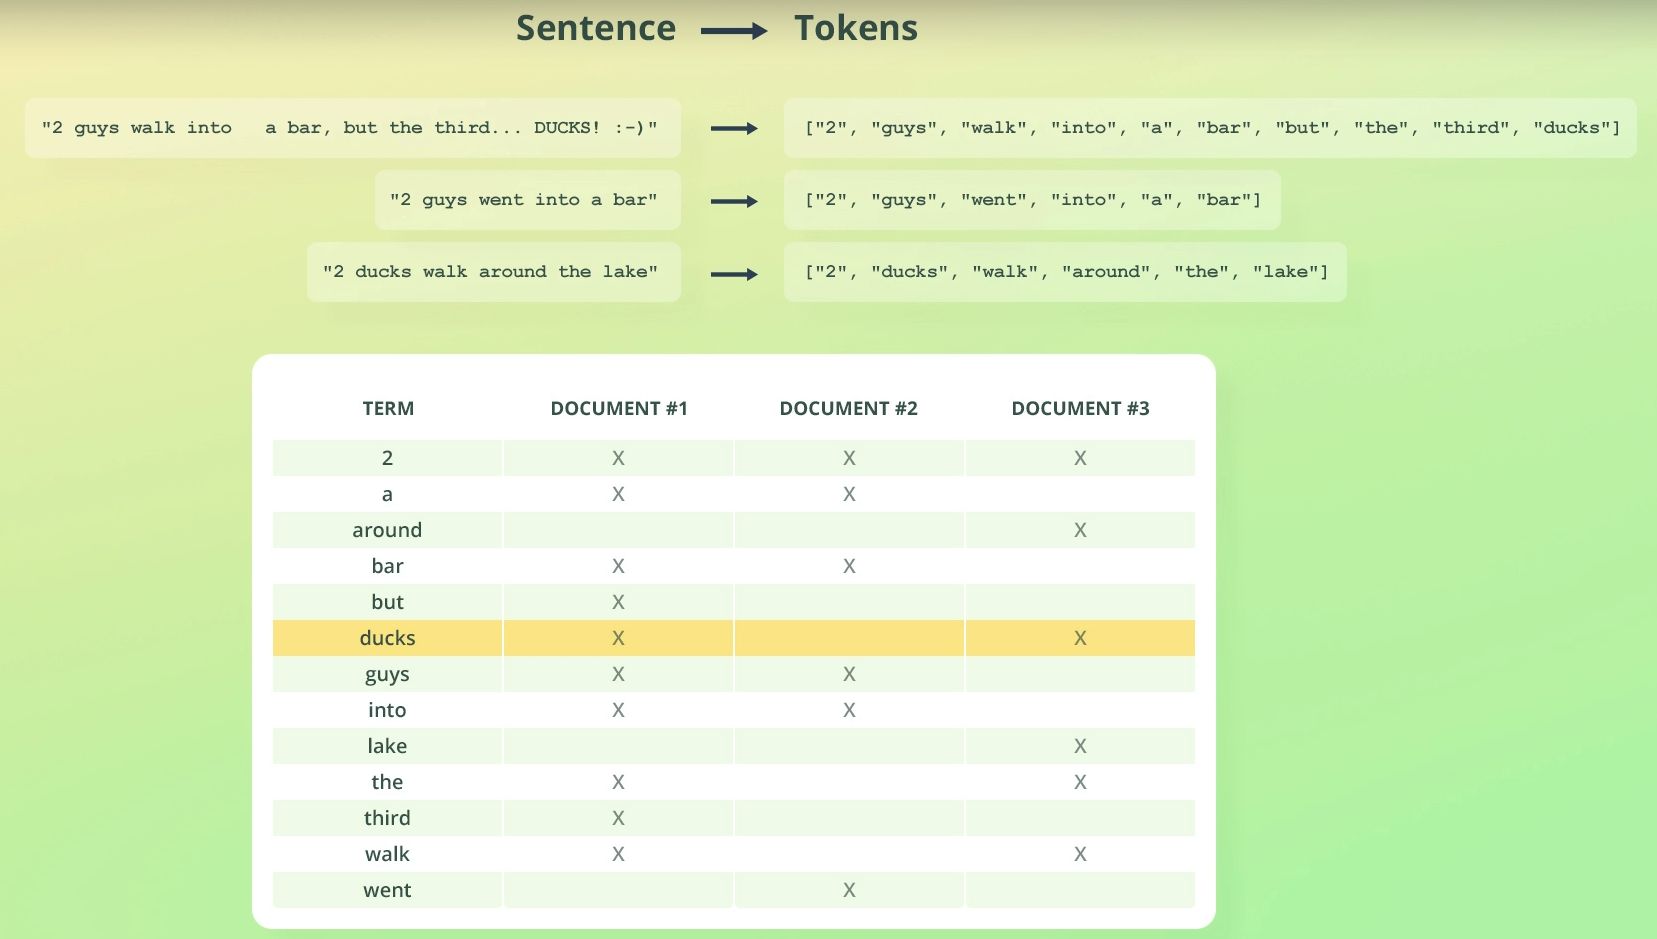 Sentence → Tokens
"2 guys walk into   a bar, but the third... DUCKS! :-)" → ["2", "guys", "walk", "into", "a", "bar", "but", "the", "third", "ducks"]
"2 guys went into a bar" → ["2", "guys", "went", "into", "a", "bar"]
"2 ducks walk around the lake" → ["2", "ducks", "walk", "around", "the", "lake"]
TERM DOCUMENT #1 DOCUMENT #2 DOCUMENT #3
2 X X X
a X X
around X
bar X X
but X
ducks X X
guys X X
into X X
lake X
the X X
third X
walk X X
went X